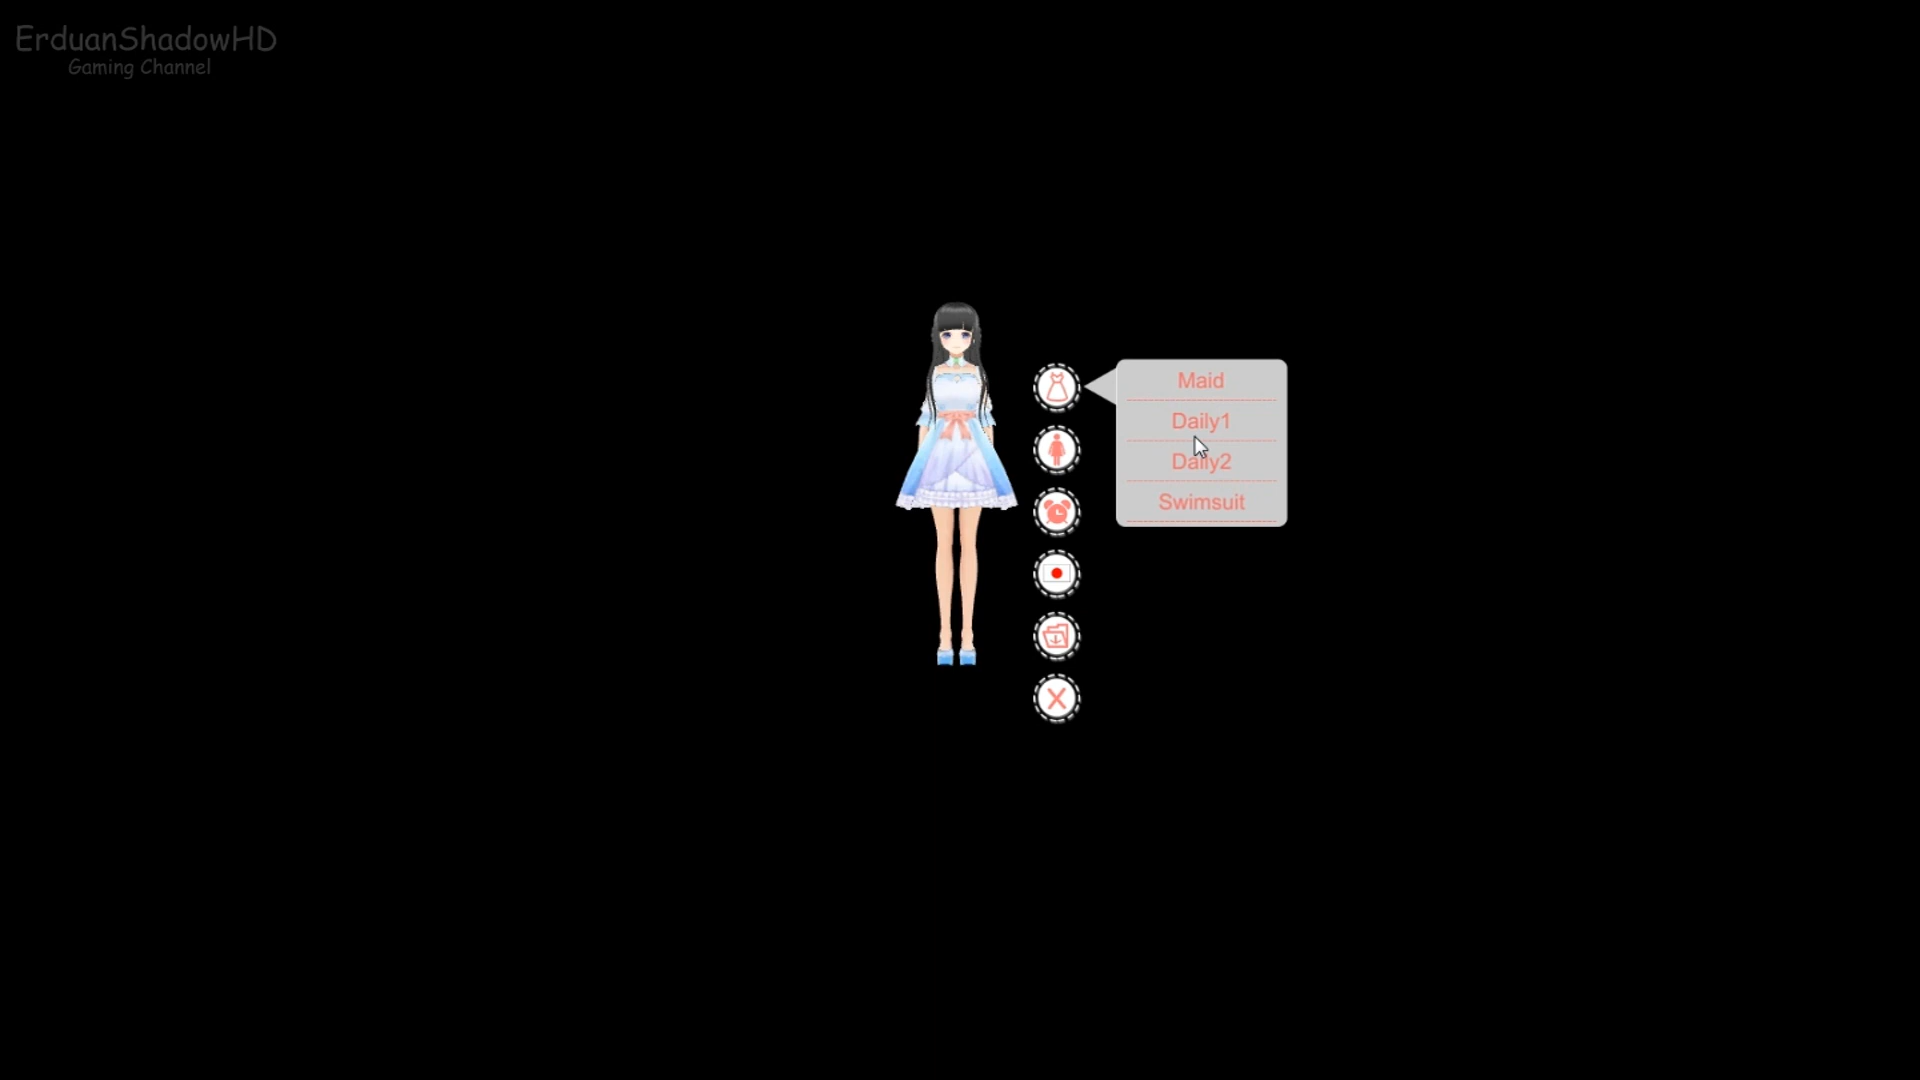 ErduanShadowHD
Gaming Channel
Maid
Daily1
Daily2
Swimsuit